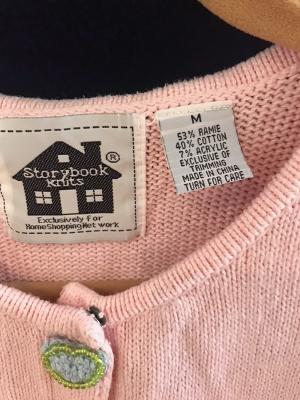 Storybook
knits
®
Exclusively for
HomeShoppingNetwork
M
53% RAMIE
40% COTTON
7% ACRYLIC
EXCLUSIVE OF
TRIMMING
MADE IN CHINA
TURN FOR CARE